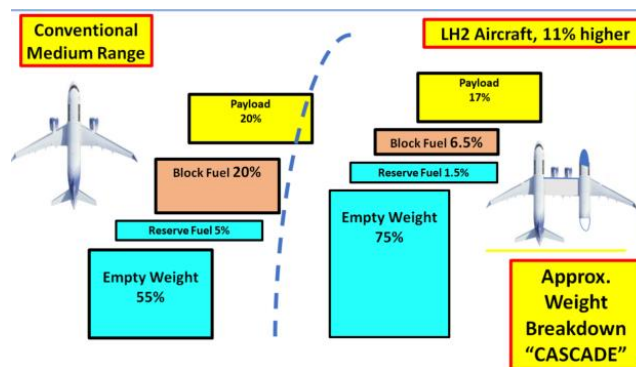 Conventional
Medium Range
LH2 Aircraft, 11% higher
Payload
20%
Block Fuel 20%
Reserve Fuel 5%
Empty Weight
55%
Payload
17%
Block Fuel 6.5%
Reserve Fuel 1.5%
Empty Weight
75%
Approx.
Weight
Breakdown
“CASCADE”